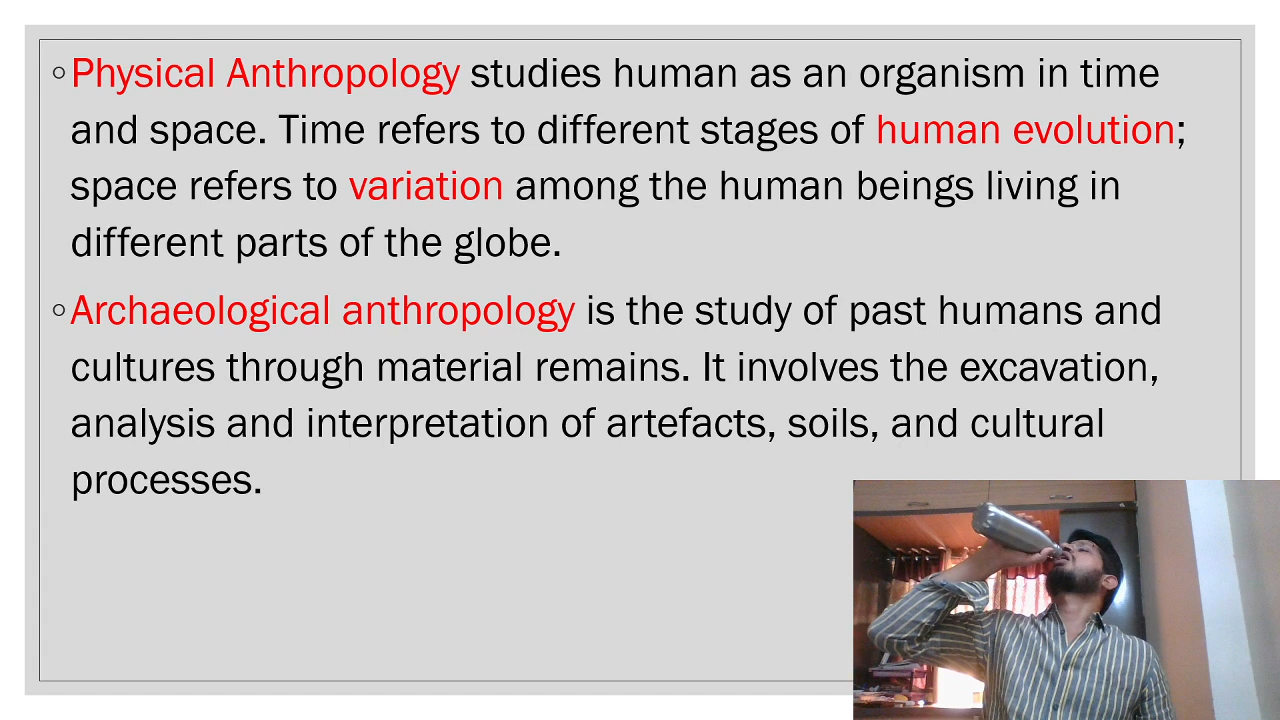 ◦Physical Anthropology studies human as an organism in time
and space. Time refers to different stages of human evolution;
space refers to variation among the human beings living in
different parts of the globe.
◦Archaeological anthropology is the study of past humans and
cultures through material remains. It involves the excavation,
analysis and interpretation of artefacts, soils, and cultural
processes.